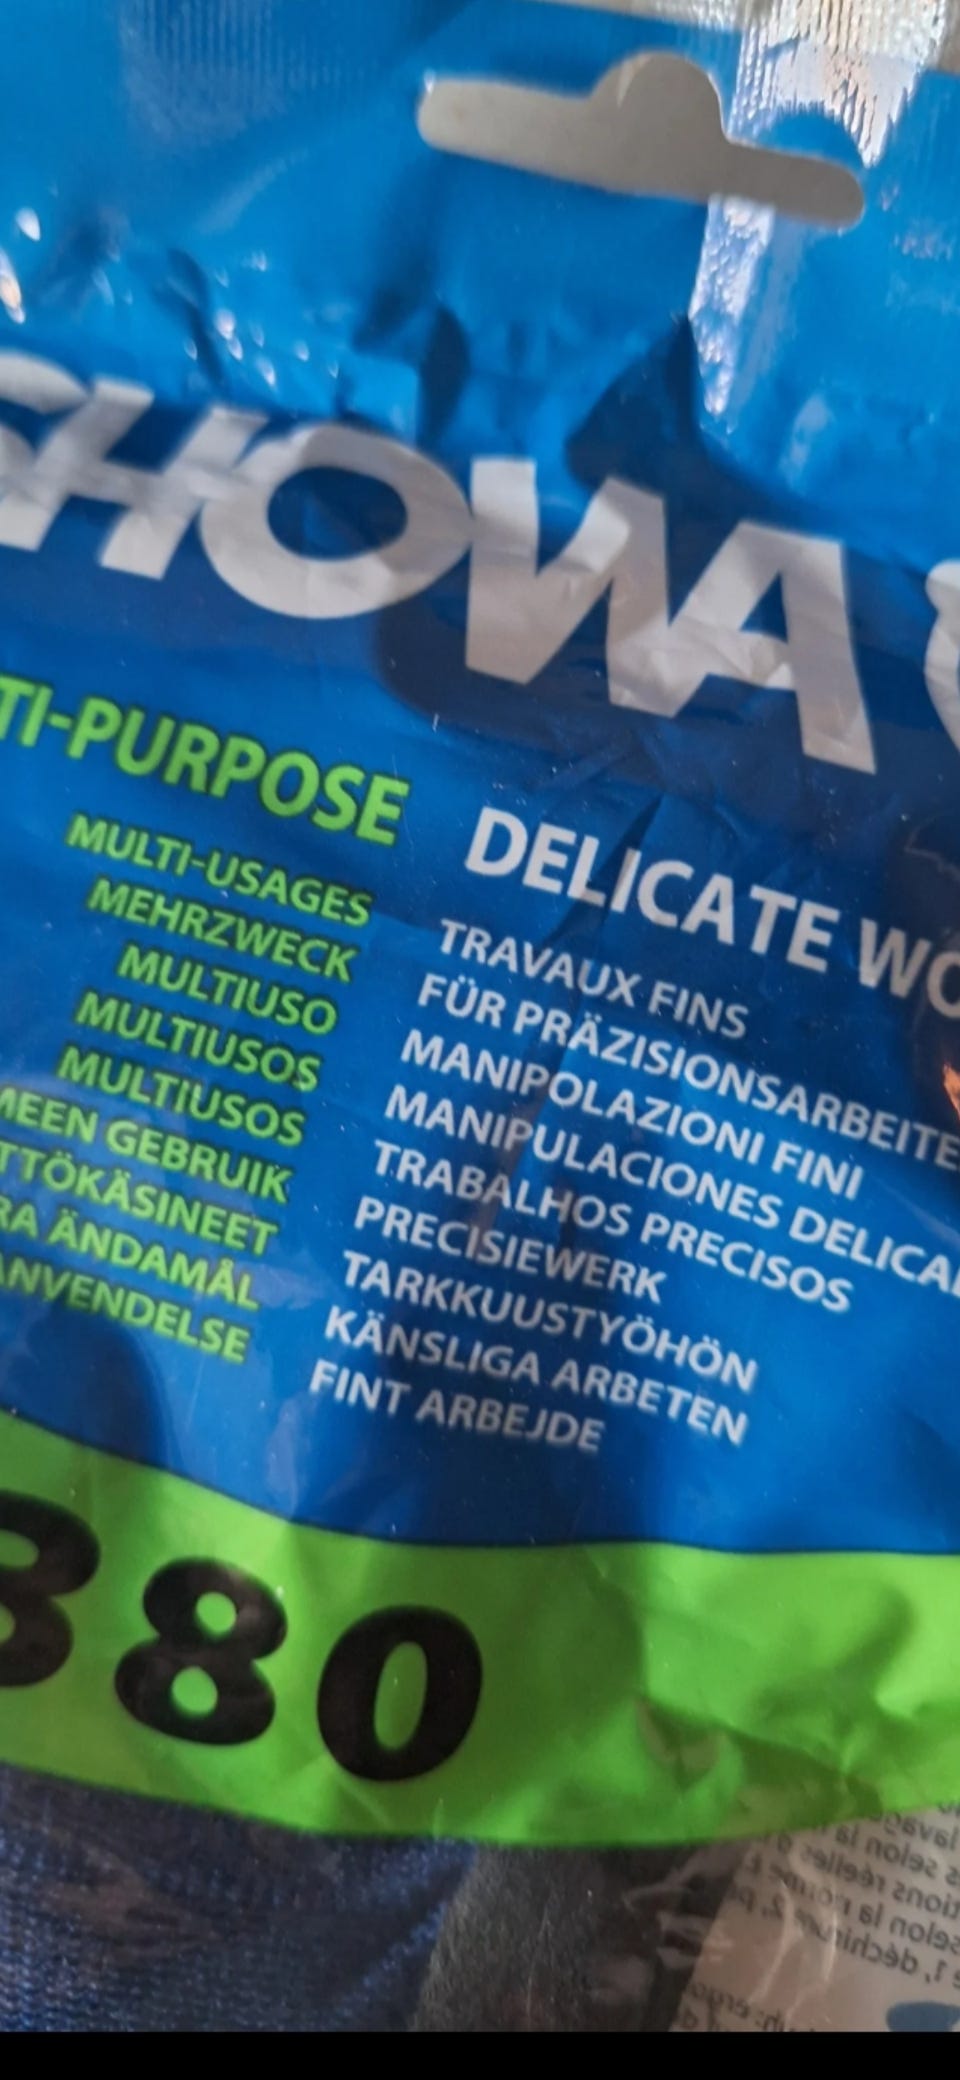 SHOWA
TI-PURPOSE
MULTI-USAGES
MEHRZWECK
MULTIUSO
MULTIUSOS
MULTIUSOS
MEEN GEBRUIK
TTÖKÄSINEET
RA ÄNDAMÅL
ANVENDELSE
DELICATE WO
TRAVAUX FINS
FÜR PRÄZISIONSARBEITE
MANIPOLAZIONI FINI
MANIPULACIONES DELICA
TRABALHOS PRECISOS
PRECISIEWERK
TARKKUUSTYÖHÖN
KÄNSLIGA ARBETEN
FINT ARBEJDE
380